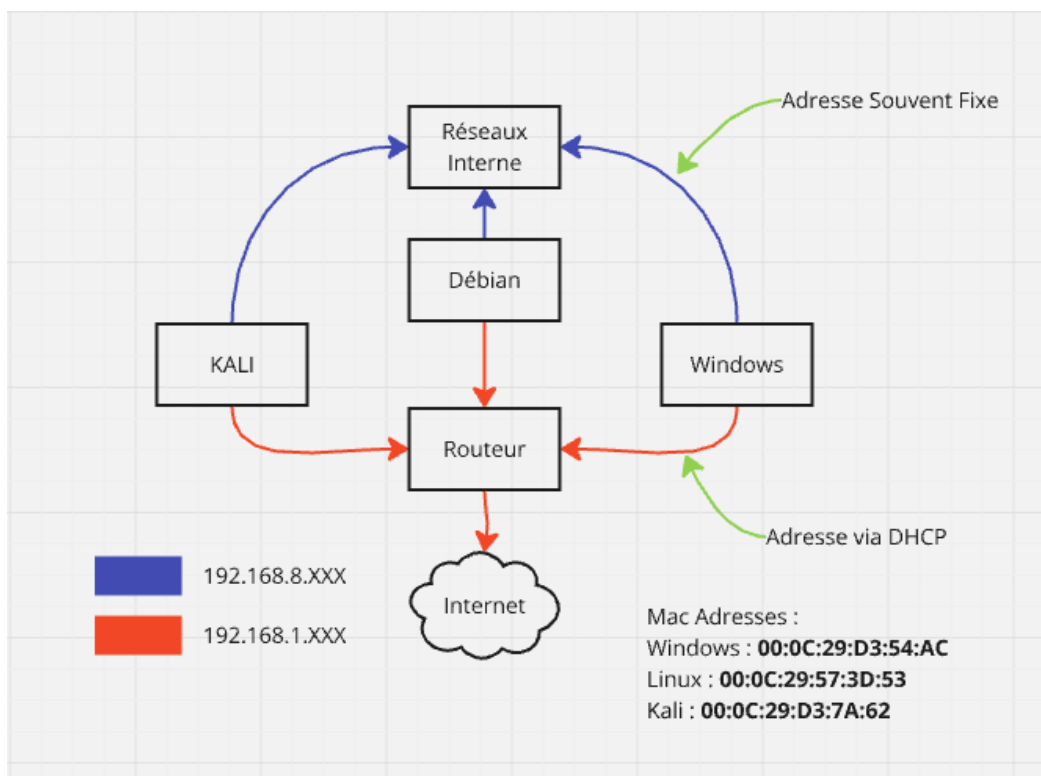 Adresse Souvent Fixe
Réseaux
Interne
Débian
KALI
Windows
Routeur
Adresse via DHCP
192.168.8.XXX
192.168.1.XXX
Internet
Mac Adresses :
Windows : 00:0C:29:D3:54:AC
Linux : 00:0C:29:57:3D:53
Kali : 00:0C:29:D3:7A:62